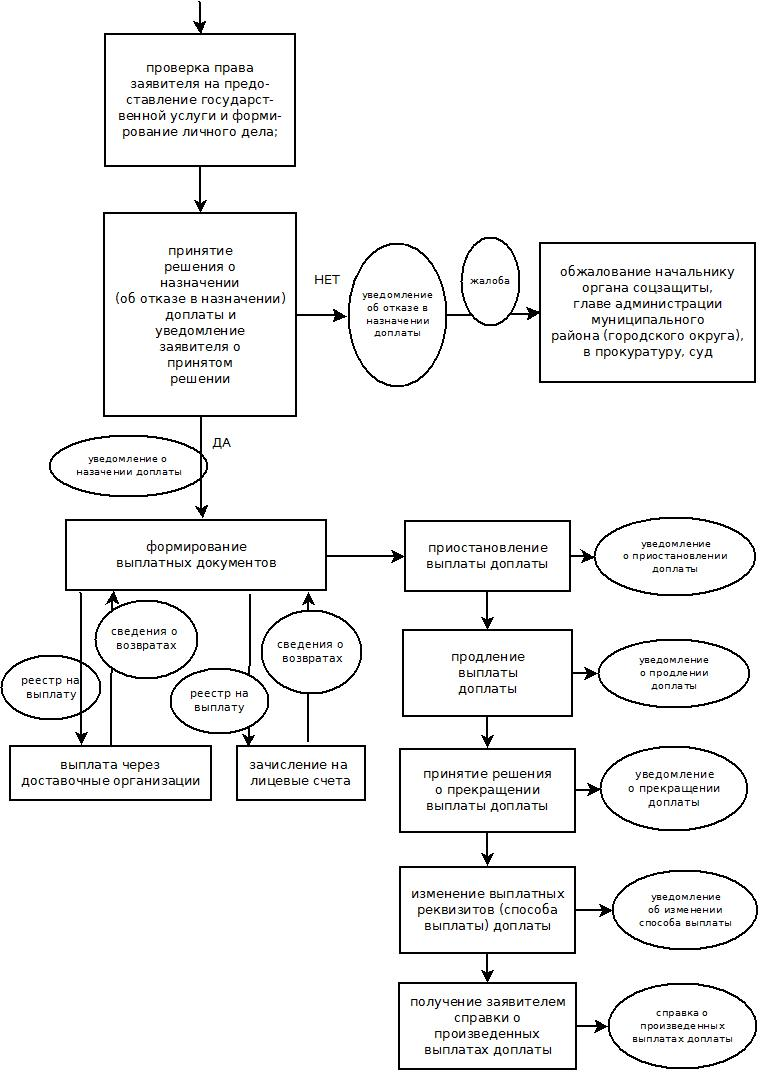 проверка права
заявителя на предо-
ставление государст-
венной услуги и форми-
рование личного дела;
принятие
решения о
назначении
(об отказе в назначении)
доплаты и
уведомление
заявителя о
принятом
решении
НЕТ
уведомление
об отказе в
назначении
доплаты
жалоба
обжалование начальнику
органа соцзащиты,
главе администрации
муниципального
района (городского округа),
в прокуратуру, суд
ДА
уведомление о
назачении доплаты
формирование
выплатных документов
приостановление
выплаты доплаты
уведомление
о приостановлении
доплаты
сведения о
возвратах
реестр на
выплату
сведения о
возвратах
реестр на
выплату
продление
выплаты
доплаты
уведомление
о продлении
доплаты
выплата через
доставочные организации
зачисление на
лицевые счета
принятие решения
о прекращении
выплаты доплаты
уведомление
о прекращении
доплаты
изменение выплатных
реквизитов (способа
выплаты) доплаты
уведомление
об изменении
способа выплаты
получение заявителем
справки о
произведенных
выплатах доплаты
справка о
произведенных
выплатах доплаты